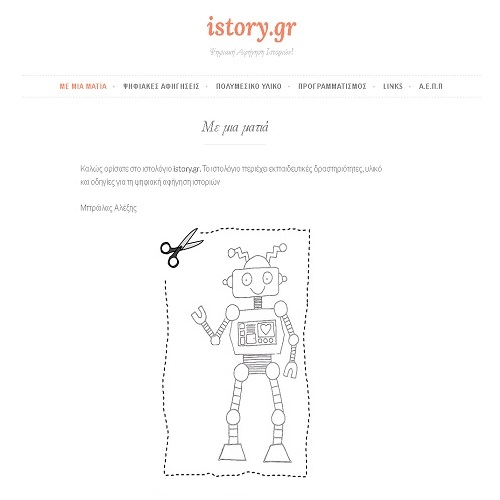 istory.gr
Ψηφιακή Αφήγηση Ιστοριών!
ΜΕ ΜΙΑ ΜΑΤΙΑ · ΨΗΦΙΑΚΕΣ ΑΦΗΓΗΣΕΙΣ · ΠΟΛΥΜΕΣΙΚΟ ΥΛΙΚΟ · ΠΡΟΓΡΑΜΜΑΤΙΣΜΟΣ · LINKS · Α.Ε.Π.Π
Με μια ματιά
Καλώς ορίσατε στο ιστολόγιο istory.gr. Το ιστολόγιο περιέχει εκπαιδευτικές δραστηριότητες, υλικό
και οδηγίες για τη ψηφιακή αφήγηση ιστοριών
Μπράλας Αλέξης